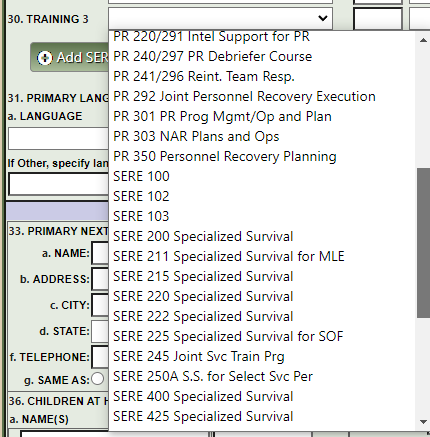 30. TRAINING 3
PR 220/291 Intel Support for PR
Add SER
PR 240/297 PR Debriefer Course
PR 241/296 Reint. Team Resp.
PR 292 Joint Personnel Recovery Execution
31. PRIMARY LANG
PR 301 PR Prog Mgmt/Op and Plan
a. LANGUAGE
PR 303 NAR Plans and Ops
PR 350 Personnel Recovery Planning
If Other, specify lan
SERE 100
SERE 102
SERE 103
33. PRIMARY NEXT
SERE 200 Specialized Survival
a. NAME:
SERE 211 Specialized Survival for MLE
b. ADDRESS:
SERE 215 Specialized Survival
SERE 220 Specialized Survival
c. CITY:
SERE 222 Specialized Survival
d. STATE:
SERE 225 Specialized Survival for SOF
f. TELEPHONE:
SERE 245 Joint Svc Train Prg
g. SAME AS:
SERE 250A S.S. for Select Svc Per
36. CHILDREN AT H
SERE 400 Specialized Survival
a. NAME(S)
SERE 425 Specialized Survival